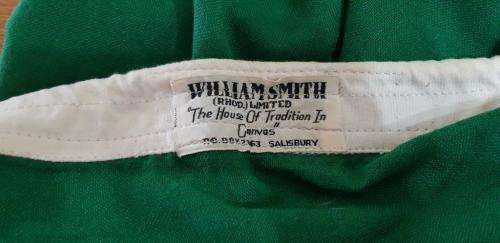 WILLIAM SMITH
(RHOD.) LIMITED
"The House Of Tradition In
Canvas"
SALISBURY